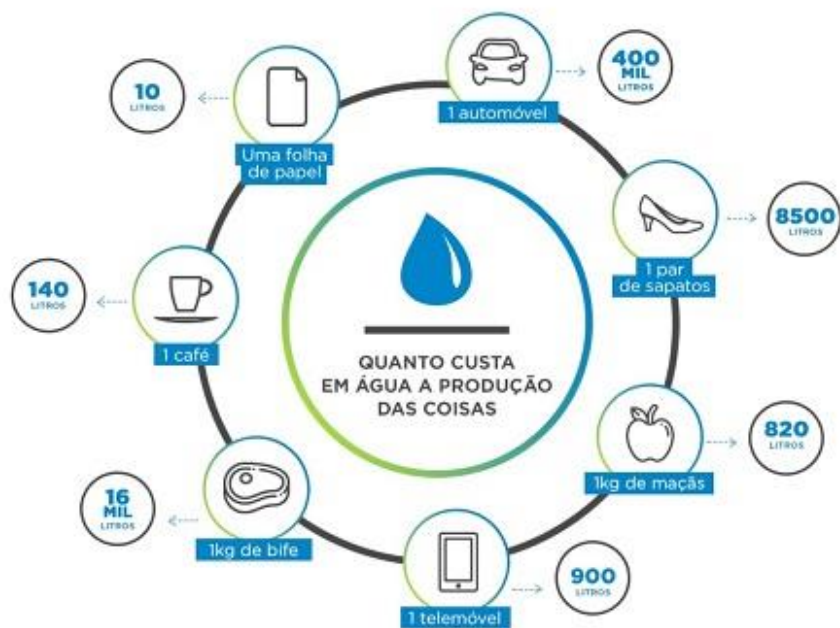 QUANTO CUSTA
EM ÁGUA A PRODUÇÃO
DAS COISAS
1 automóvel
400
MIL
LITROS
1 par
de sapatos
8500
LITROS
1kg de maçãs
820
LITROS
1 telemóvel
900
LITROS
1kg de bife
16
MIL
LITROS
1 café
140
LITROS
Uma folha
de papel
10
LITROS